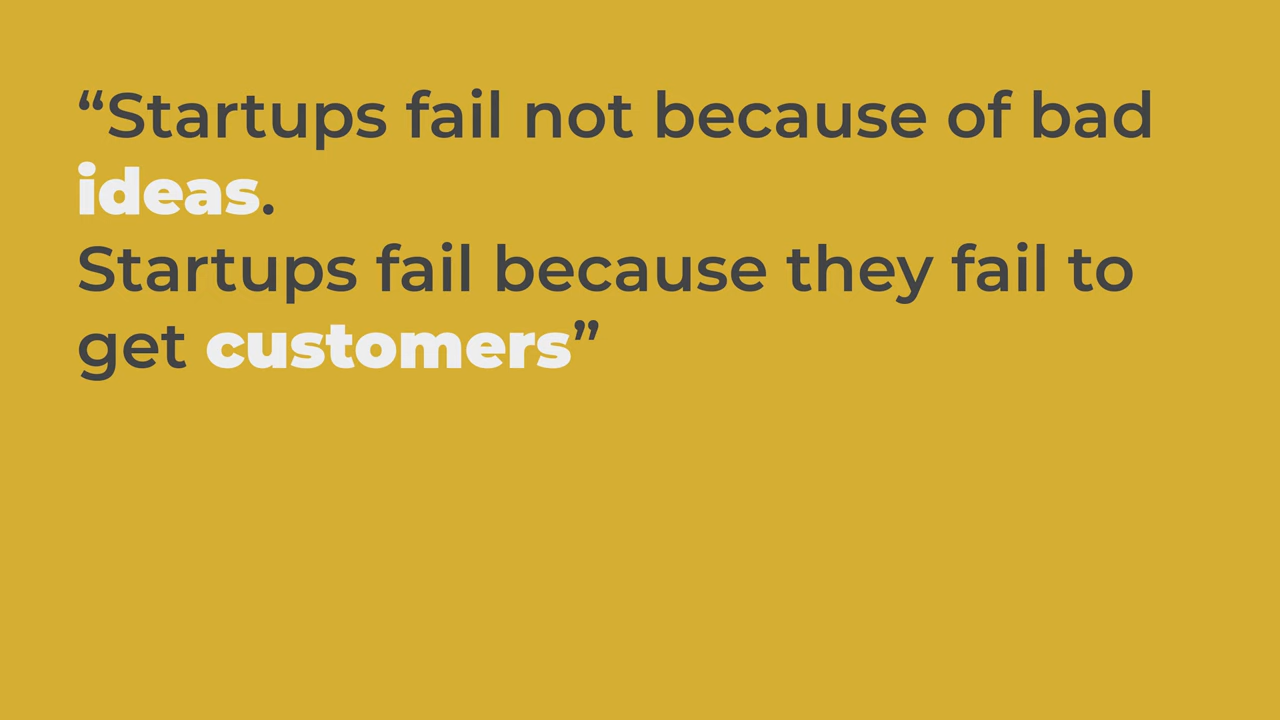 “Startups fail not because of bad
ideas.
Startups fail because they fail to
get customers”